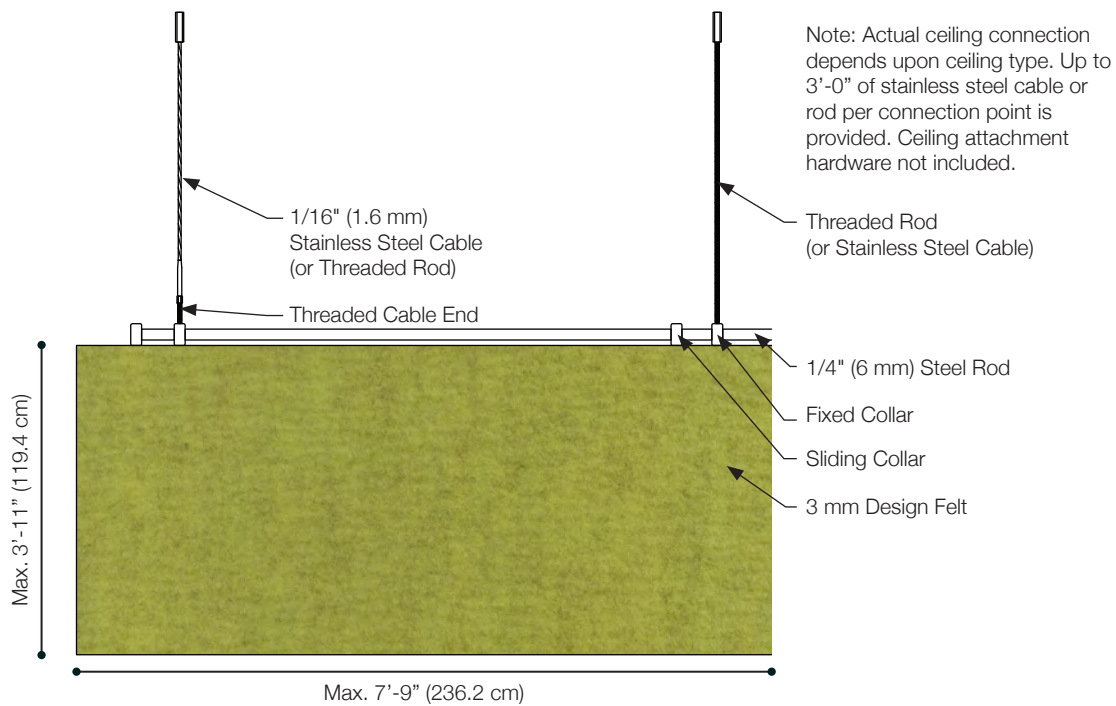 Note: Actual ceiling connection
depends upon ceiling type. Up to
3’-0” of stainless steel cable or
rod per connection point is
provided. Ceiling attachment
hardware not included.
1/16" (1.6 mm)
Stainless Steel Cable
(or Threaded Rod)
Threaded Rod
(or Stainless Steel Cable)
Threaded Cable End
1/4" (6 mm) Steel Rod
Fixed Collar
Sliding Collar
3 mm Design Felt
Max. 3’-11” (119.4 cm)
Max. 7’-9” (236.2 cm)